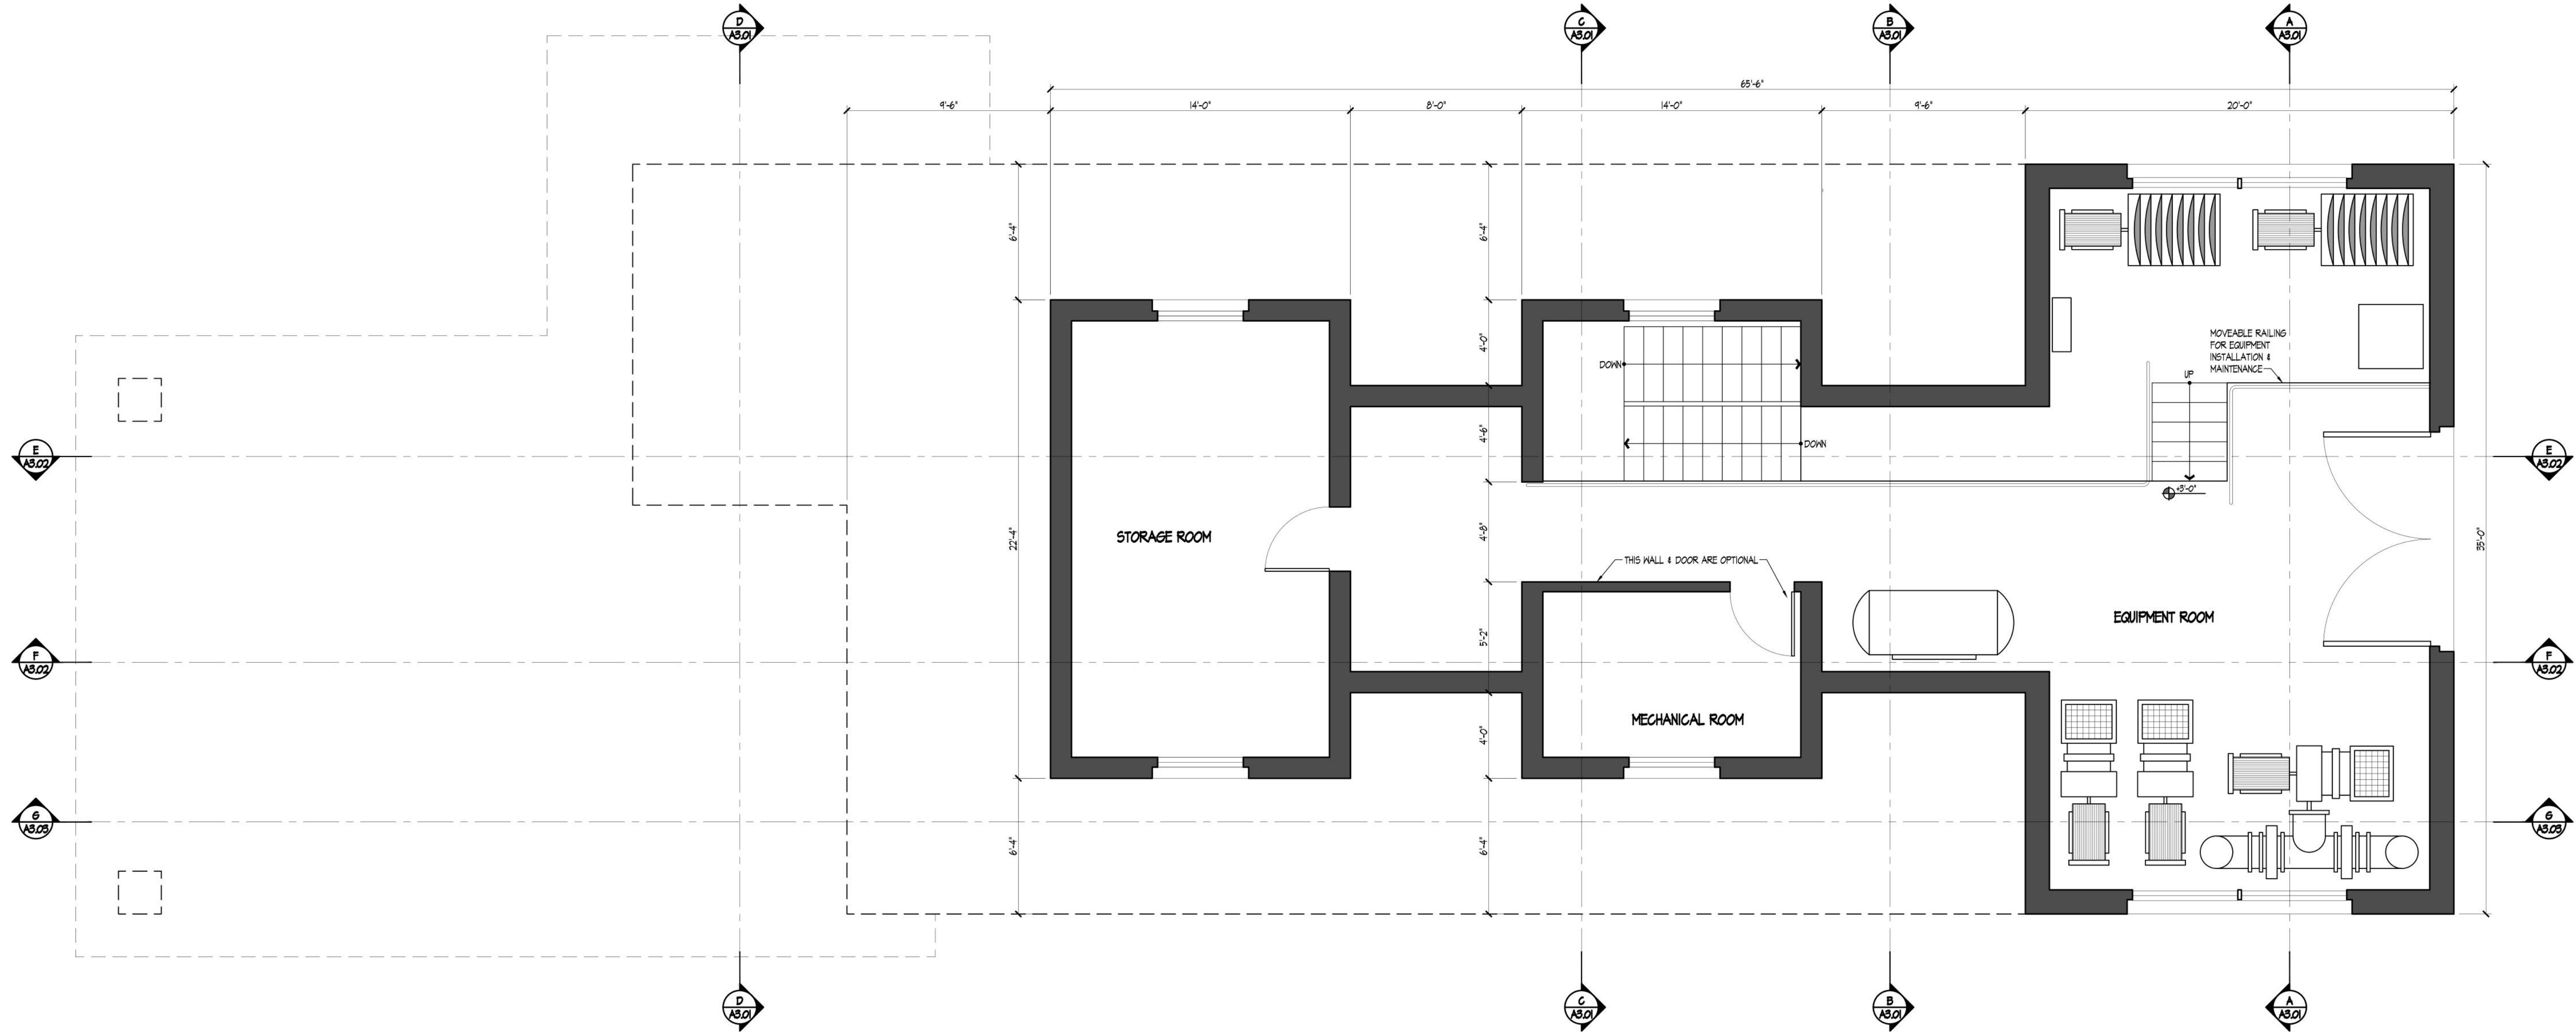 D
A3.01
C
A3.01
B
A3.01
A
A3.01
65'-6"
9'-6"
14'-0"
8'-0"
14'-0"
9'-6"
20'-0"
6'-4"
6'-4"
MOVEABLE RAILING
FOR EQUIPMENT
INSTALLATION &
MAINTENANCE
4'-0"
DOWN
UP
4'-6"
DOWN
E
A3.02
E
A3.02
+3'-0"
STORAGE ROOM
22'-4"
4'-8"
35'-0"
THIS WALL & DOOR ARE OPTIONAL
EQUIPMENT ROOM
5'-2"
F
A3.02
F
A3.02
MECHANICAL ROOM
4'-0"
G
A3.03
G
A3.03
6'-4"
6'-4"
D
A3.01
C
A3.01
B
A3.01
A
A3.01